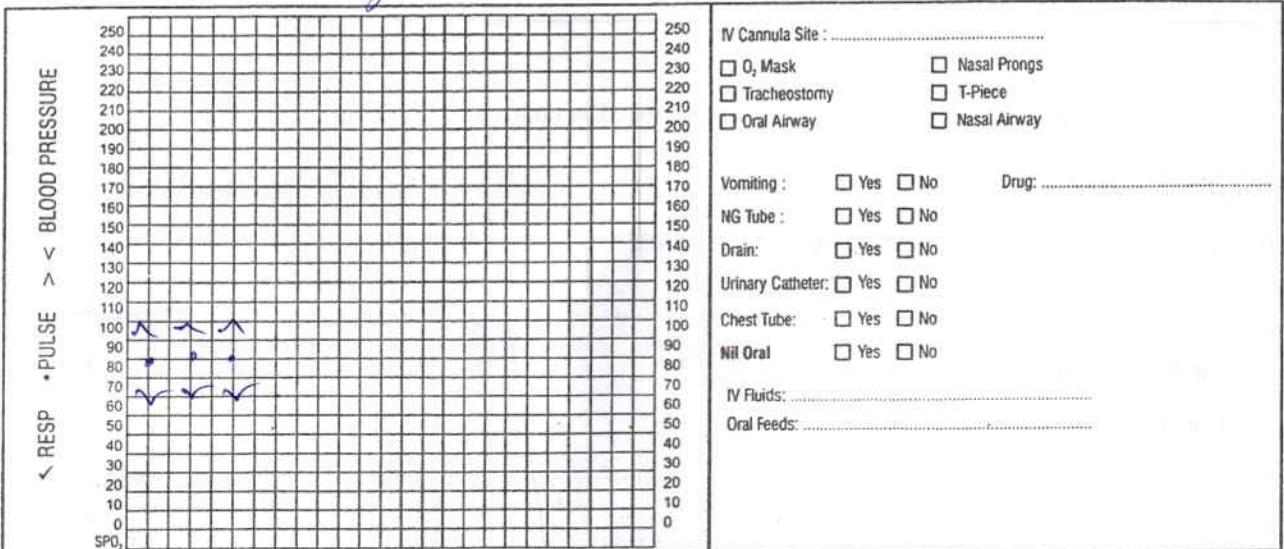 ✓ RESP • PULSE > < BLOOD PRESSURE
250 250
240 240
230 230
220 220
210 210
200 200
190 190
180 180
170 170
160 160
150 150
140 140
130 130
120 120
110 110
100 100
90 90
80 80
70 70
60 60
50 50
40 40
30 30
20 20
10 10
0 0
SPO₂
IV Cannula Site : ....................
☐ O₂ Mask ☐ Nasal Prongs
☐ Tracheostomy ☐ T-Piece
☐ Oral Airway ☐ Nasal Airway
Vomiting : ☐ Yes ☐ No Drug: ....................
NG Tube : ☐ Yes ☐ No
Drain: ☐ Yes ☐ No
Urinary Catheter: ☐ Yes ☐ No
Chest Tube: ☐ Yes ☐ No
Nil Oral ☐ Yes ☐ No
IV Fluids: ....................
Oral Feeds: ....................